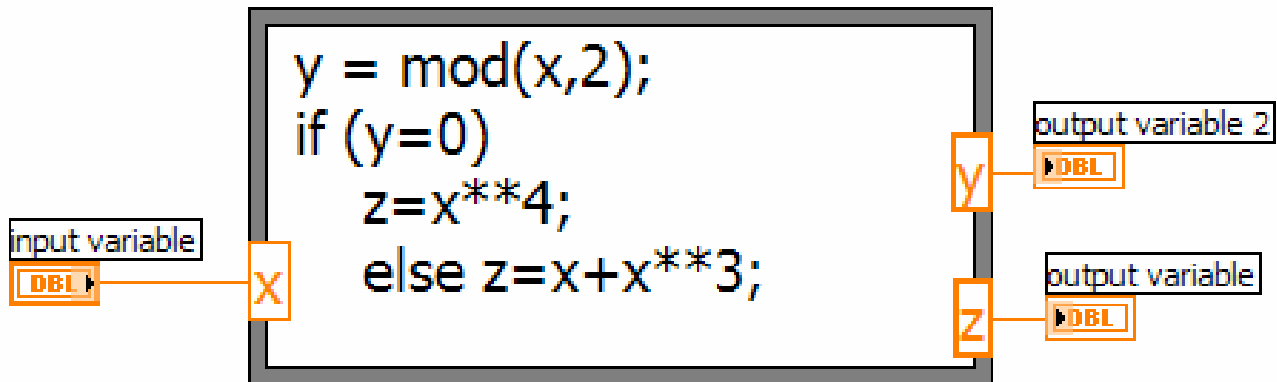 y = mod(x,2);
if (y=0)
z=x**4;
else z=x+x**3;
input variable
DBL
x
y
output variable 2
DBL
z
output variable
DBL